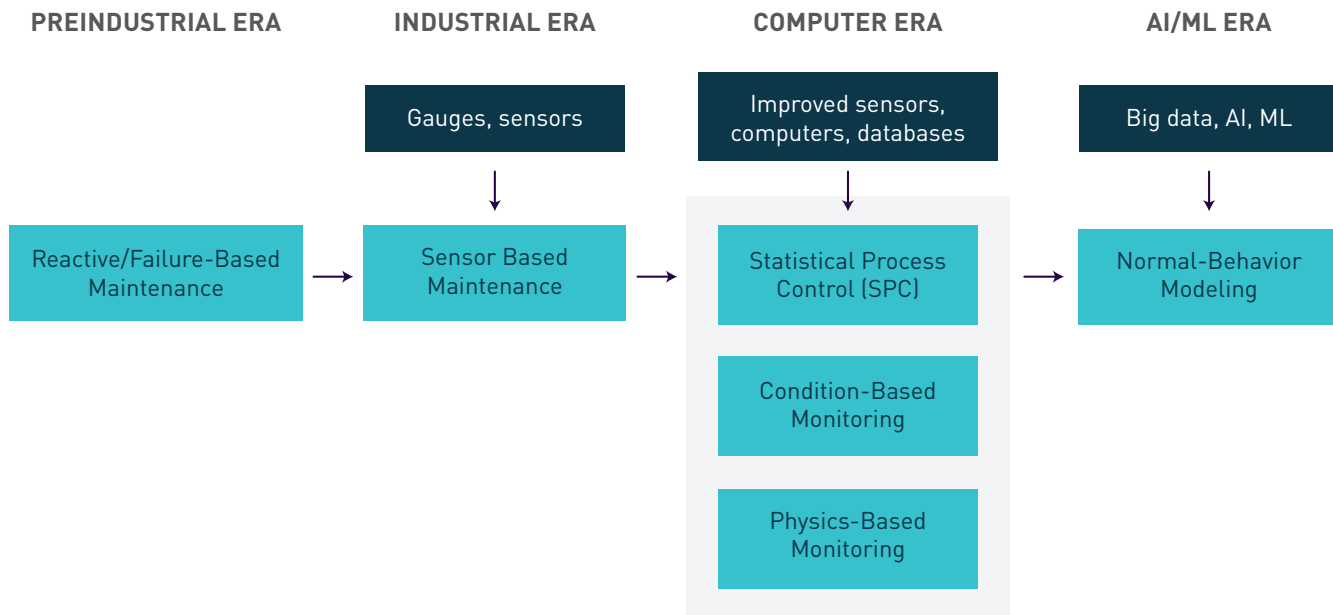 PREINDUSTRIAL ERA
INDUSTRIAL ERA
COMPUTER ERA
AI/ML ERA
Gauges, sensors
Improved sensors,
computers, databases
Big data, AI, ML
Reactive/Failure-Based
Maintenance
Sensor Based
Maintenance
Statistical Process
Control (SPC)
Normal-Behavior
Modeling
Condition-Based
Monitoring
Physics-Based
Monitoring